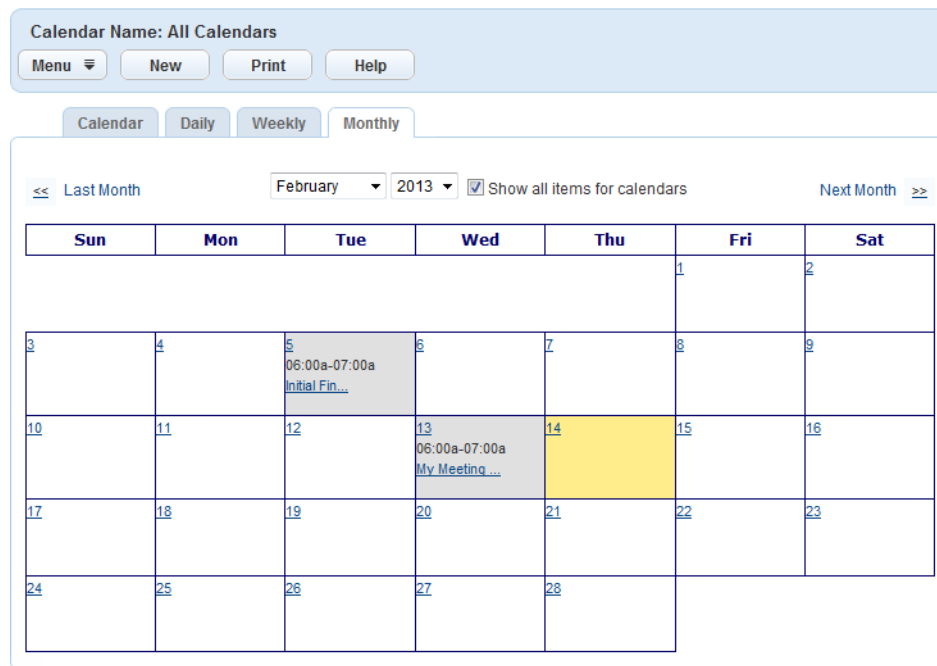 Calendar Name: All Calendars
Menu New Print Help
Calendar Daily Weekly Monthly
<< Last Month February 2013 Show all items for calendars Next Month >>
Sun Mon Tue Wed Thu Fri Sat
1 2
3 4 5 6 7 8 9
06:00a-07:00a
Initial Fin...
10 11 12 13 14 15 16
06:00a-07:00a
My Meeting ...
17 18 19 20 21 22 23
24 25 26 27 28